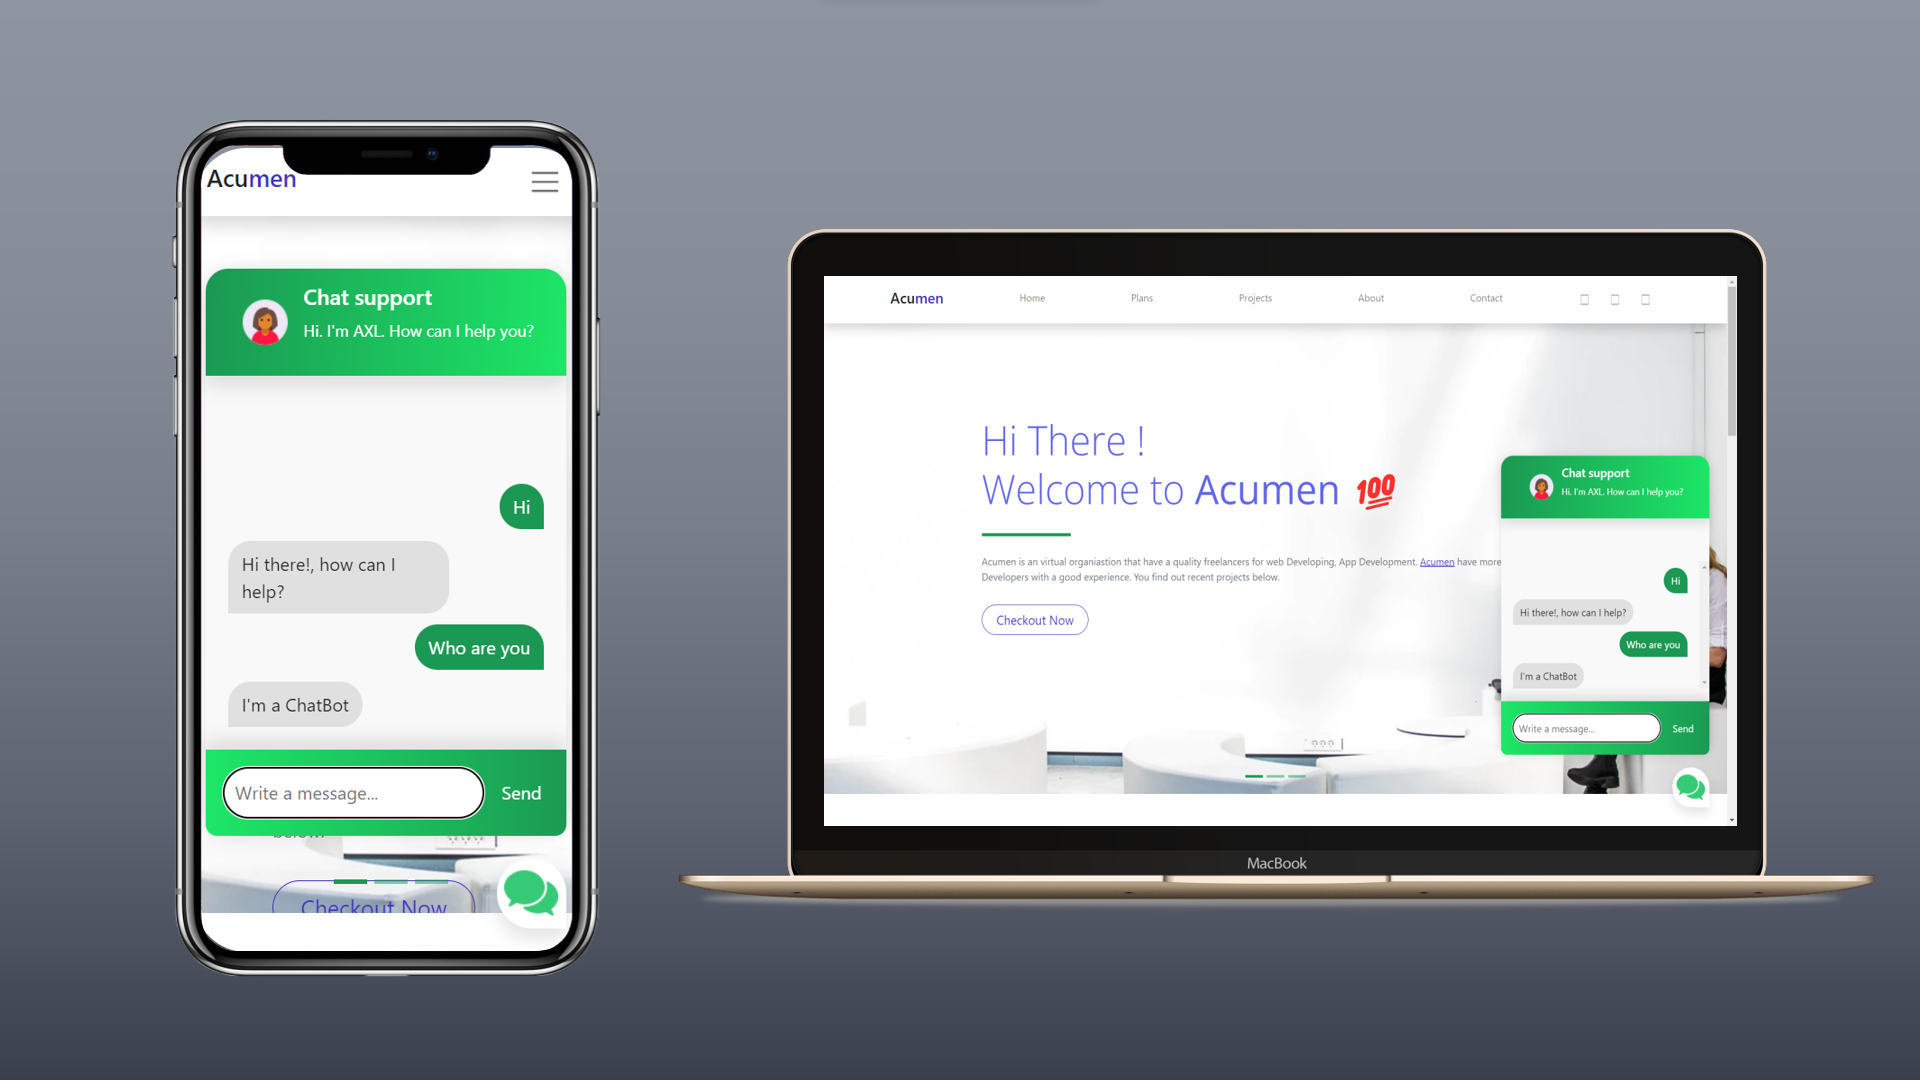 Acumen
Chat support
Hi. I'm AXL. How can I help you?
Hi
Hi there!, how can I
help?
Who are you
I'm a ChatBot
Write a message...
Send
Checkout Now
Acumen
Home
Plans
Projects
About
Contact
Hi There !
Welcome to Acumen 💯
Acumen is an virtual organiastion that have a quality freelancers for web Developing, App Development. Acumen have more
Developers with a good experience. You find out recent projects below.
Checkout Now
Chat support
Hi. I'm AXL. How can I help you?
Hi
Hi there!, how can I help?
Who are you
I'm a ChatBot
Write a message...
Send
MacBook